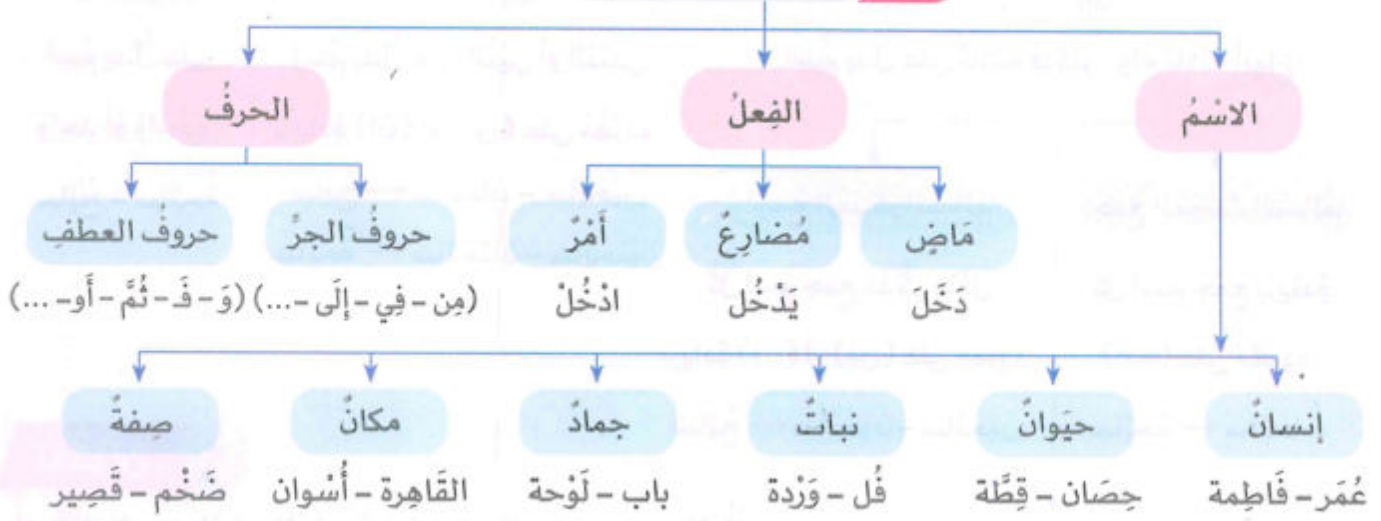 الاسْمُ الفِعلُ الحرفُ
مَاضٍ مُضارِعٌ أَمْرٌ حروفُ الجرِّ حروفُ العطفِ
دَخَلَ يَدْخُلُ ادْخُلْ (مِن - فِي - إِلَى - ...) (وَ - فَـ - ثُمَّ - أَو - ...)
إنسانٌ حيَوانٌ نباتٌ جمادٌ مكانٌ صِفةٌ
عُمَر - فَاطِمة حِصَان - قِطَّة فُل - وَرْدة باب - لَوْحة القَاهِرة - أُسْوان ضَخْم - قَصِير